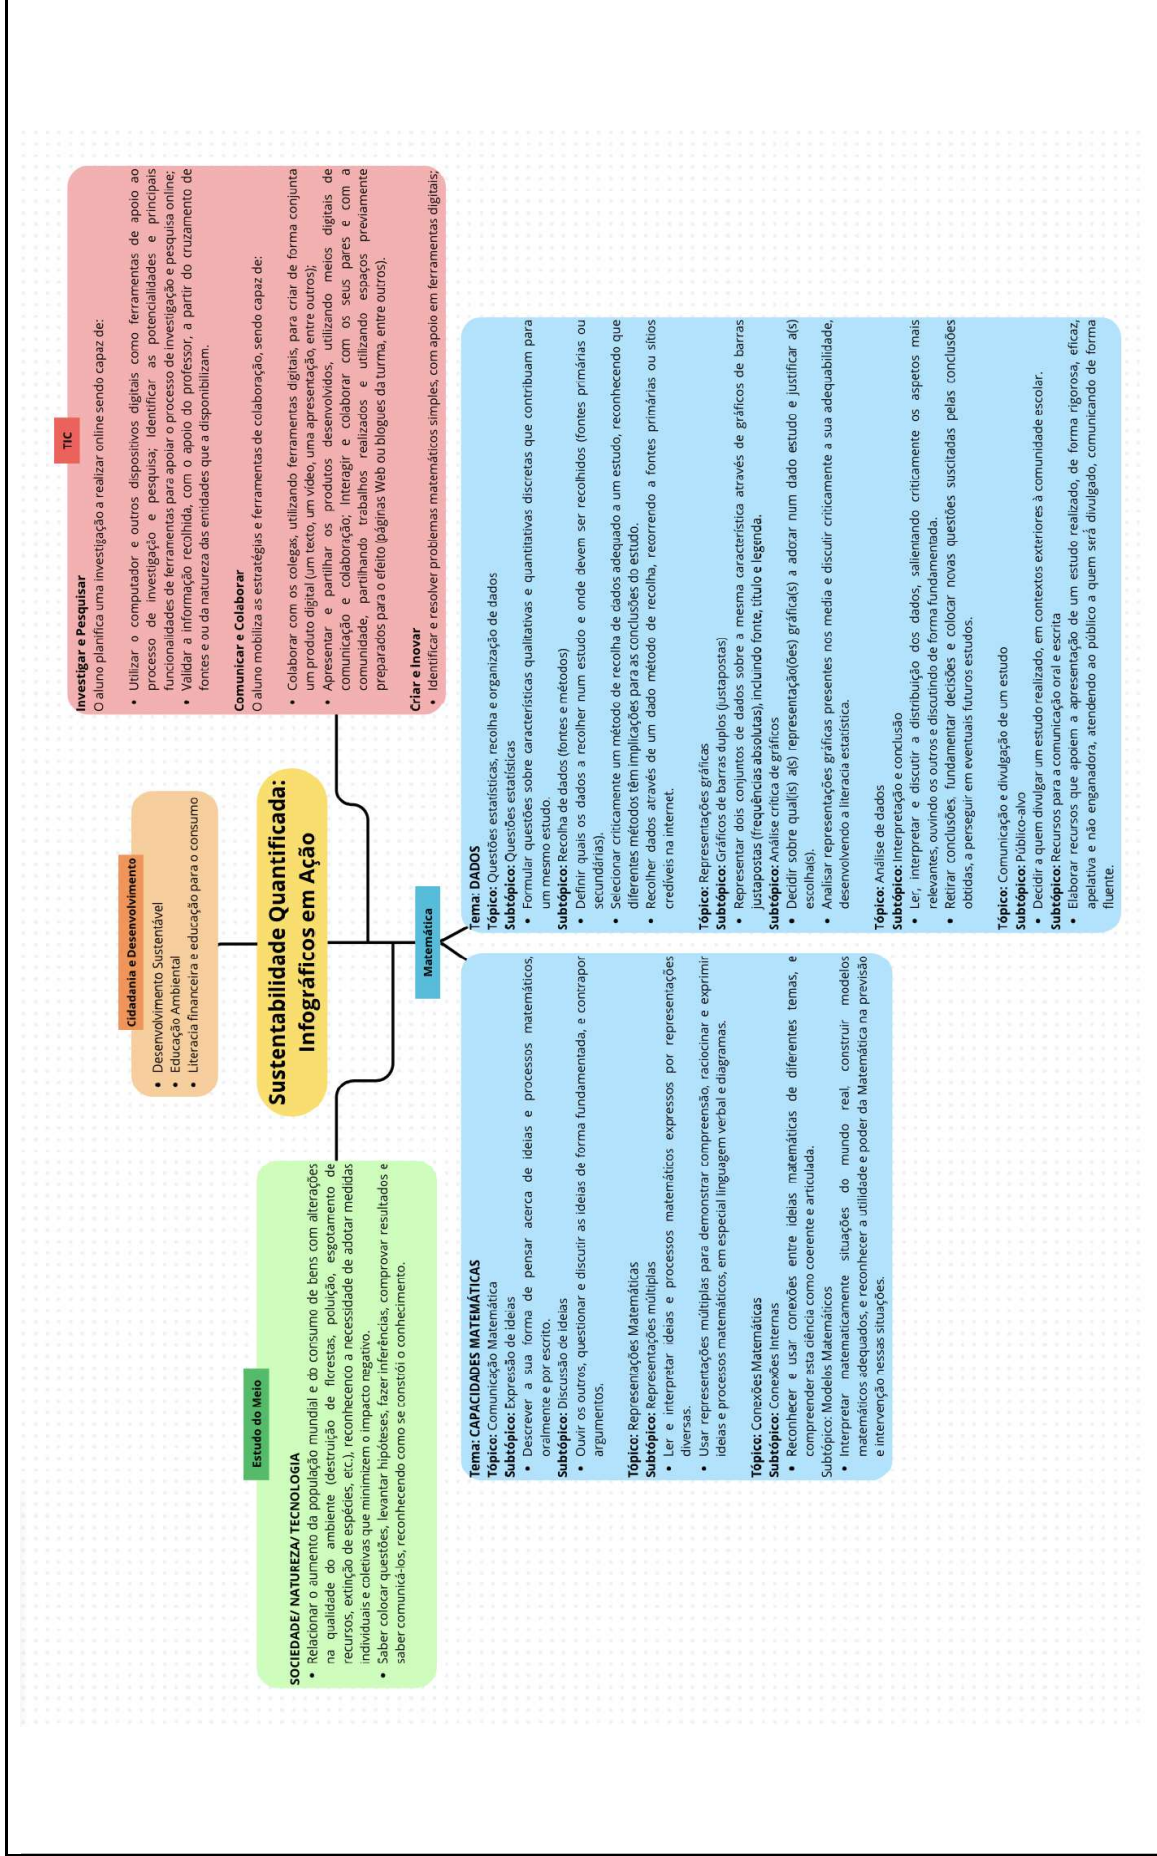 Cidadania e Desenvolvimento
• Desenvolvimento Sustentável
• Educação Ambiental
• Literacia financeira e educação para o consumo
Sustentabilidade Quantificada:
Infográficos em Ação
Estudo do Meio
SOCIEDADE/ NATUREZA/ TECNOLOGIA
• Relacionar o aumento da população mundial e do consumo de bens com alterações
na qualidade do ambiente (destruição de florestas, poluição, esgotamento de
recursos, extinção de espécies, etc.), reconhecenco a necessidade de adotar medidas
individuais e coletivas que minimizem o impacto negativo.
• Saber colocar questões, levantar hipóteses, fazer inferências, comprovar resultados e
saber comunicá-los, reconhecendo como se constrói o conhecimento.
TIC
Investigar e Pesquisar
O aluno planifica uma investigação a realizar online sendo capaz de:
• Utilizar o computador e outros dispositivos digitais como ferramentas de apoio ao
processo de investigação e pesquisa; Identificar as potencialidades e principais
funcionalidades de ferramentas para apoiar o processo de investigação e pesquisa online;
• Validar a informação recolhida, com o apoio do professor, a partir do cruzamento de
fontes e ou da natureza das entidades que a disponibilizam.
Comunicar e Colaborar
O aluno mobiliza as estratégias e ferramentas de colaboração, sendo capaz de:
• Colaborar com os colegas, utilizando ferramentas digitais, para criar de forma conjunta
um produto digital (um texto, um vídeo, uma apresentação, entre outros);
• Apresentar e partilhar os produtos desenvolvidos, utilizando meios digitais de
comunicação e colaboração; Interagir e colaborar com os seus pares e com a
comunidade, partilhando trabalhos realizados e utilizando espaços previamente
preparados para o efeito (páginas Web ou blogues da turma, entre outros).
Criar e Inovar
• Identificar e resolver problemas matemáticos simples, com apoio em ferramentas digitais;
Matemática
Tema: CAPACIDADES MATEMÁTICAS
Tópico: Comunicação Matemática
Subtópico: Expressão de ideias
• Descrever a sua forma de pensar acerca de ideias e processos matemáticos,
oralmente e por escrito.
Subtópico: Discussão de ideias
• Ouvir os outros, questionar e discutir as ideias de forma fundamentada, e contrapor
argumentos.
Tópico: Representações Matemáticas
Subtópico: Representações múltiplas
• Ler e interpretar ideias e processos matemáticos expressos por representações
diversas.
• Usar representações múltiplas para demonstrar compreensão, raciocinar e exprimir
ideias e processos matemáticos, em especial linguagem verbal e diagramas.
Tópico: Conexões Matemáticas
Subtópico: Conexões Internas
• Reconhecer e usar conexões entre ideias matemáticas de diferentes temas, e
compreender esta ciência como coerente e articulada.
Subtópico: Modelos Matemáticos
• Interpretar matematicamente situações do mundo real, construir modelos
matemáticos adequados, e reconhecer a utilidade e poder da Matemática na previsão
e intervenção nessas situações.
Tema: DADOS
Tópico: Questões estatísticas, recolha e organização de dados
Subtópico: Questões estatísticas
• Formular questões sobre características qualitativas e quantitativas discretas que contribuam para
um mesmo estudo.
Subtópico: Recolha de dados (fontes e métodos)
• Definir quais os dados a recolher num estudo e onde devem ser recolhidos (fontes primárias ou
secundárias).
• Selecionar criticamente um método de recolha de dados adequado a um estudo, reconhecendo que
diferentes métodos têm implicações para as conclusões do estudo.
• Recolher dados através de um dado método de recolha, recorrendo a fontes primárias ou sítios
credíveis na internet.
Tópico: Representações gráficas
Subtópico: Gráficos de barras duplos (justapostas)
• Representar dois conjuntos de dados sobre a mesma característica através de gráficos de barras
justapostas (frequências absolutas), incluindo fonte, título e legenda.
Subtópico: Análise crítica de gráficos
• Decidir sobre qual(is) a(s) representação(ões) gráfica(s) a adotar num dado estudo e justificar a(s)
escolha(s).
• Analisar representações gráficas presentes nos media e discutir criticamente a sua adequabilidade,
desenvolvendo a literacia estatística.
Tópico: Análise de dados
Subtópico: Interpretação e conclusão
• Ler, interpretar e discutir a distribuição dos dados, salientando criticamente os aspetos mais
relevantes, ouvindo os outros e discutindo de forma fundamentada.
• Retirar conclusões, fundamentar decisões e colocar novas questões suscitadas pelas conclusões
obtidas, a perseguir em eventuais futuros estudos.
Tópico: Comunicação e divulgação de um estudo
Subtópico: Público-alvo
• Decidir a quem divulgar um estudo realizado, em contextos exteriores à comunidade escolar.
Subtópico: Recursos para a comunicação oral e escrita
• Elaborar recursos que apoiem a apresentação de um estudo realizado, de forma rigorosa, eficaz,
apelativa e não enganadora, atendendo ao público a quem será divulgado, comunicando de forma
fluente.